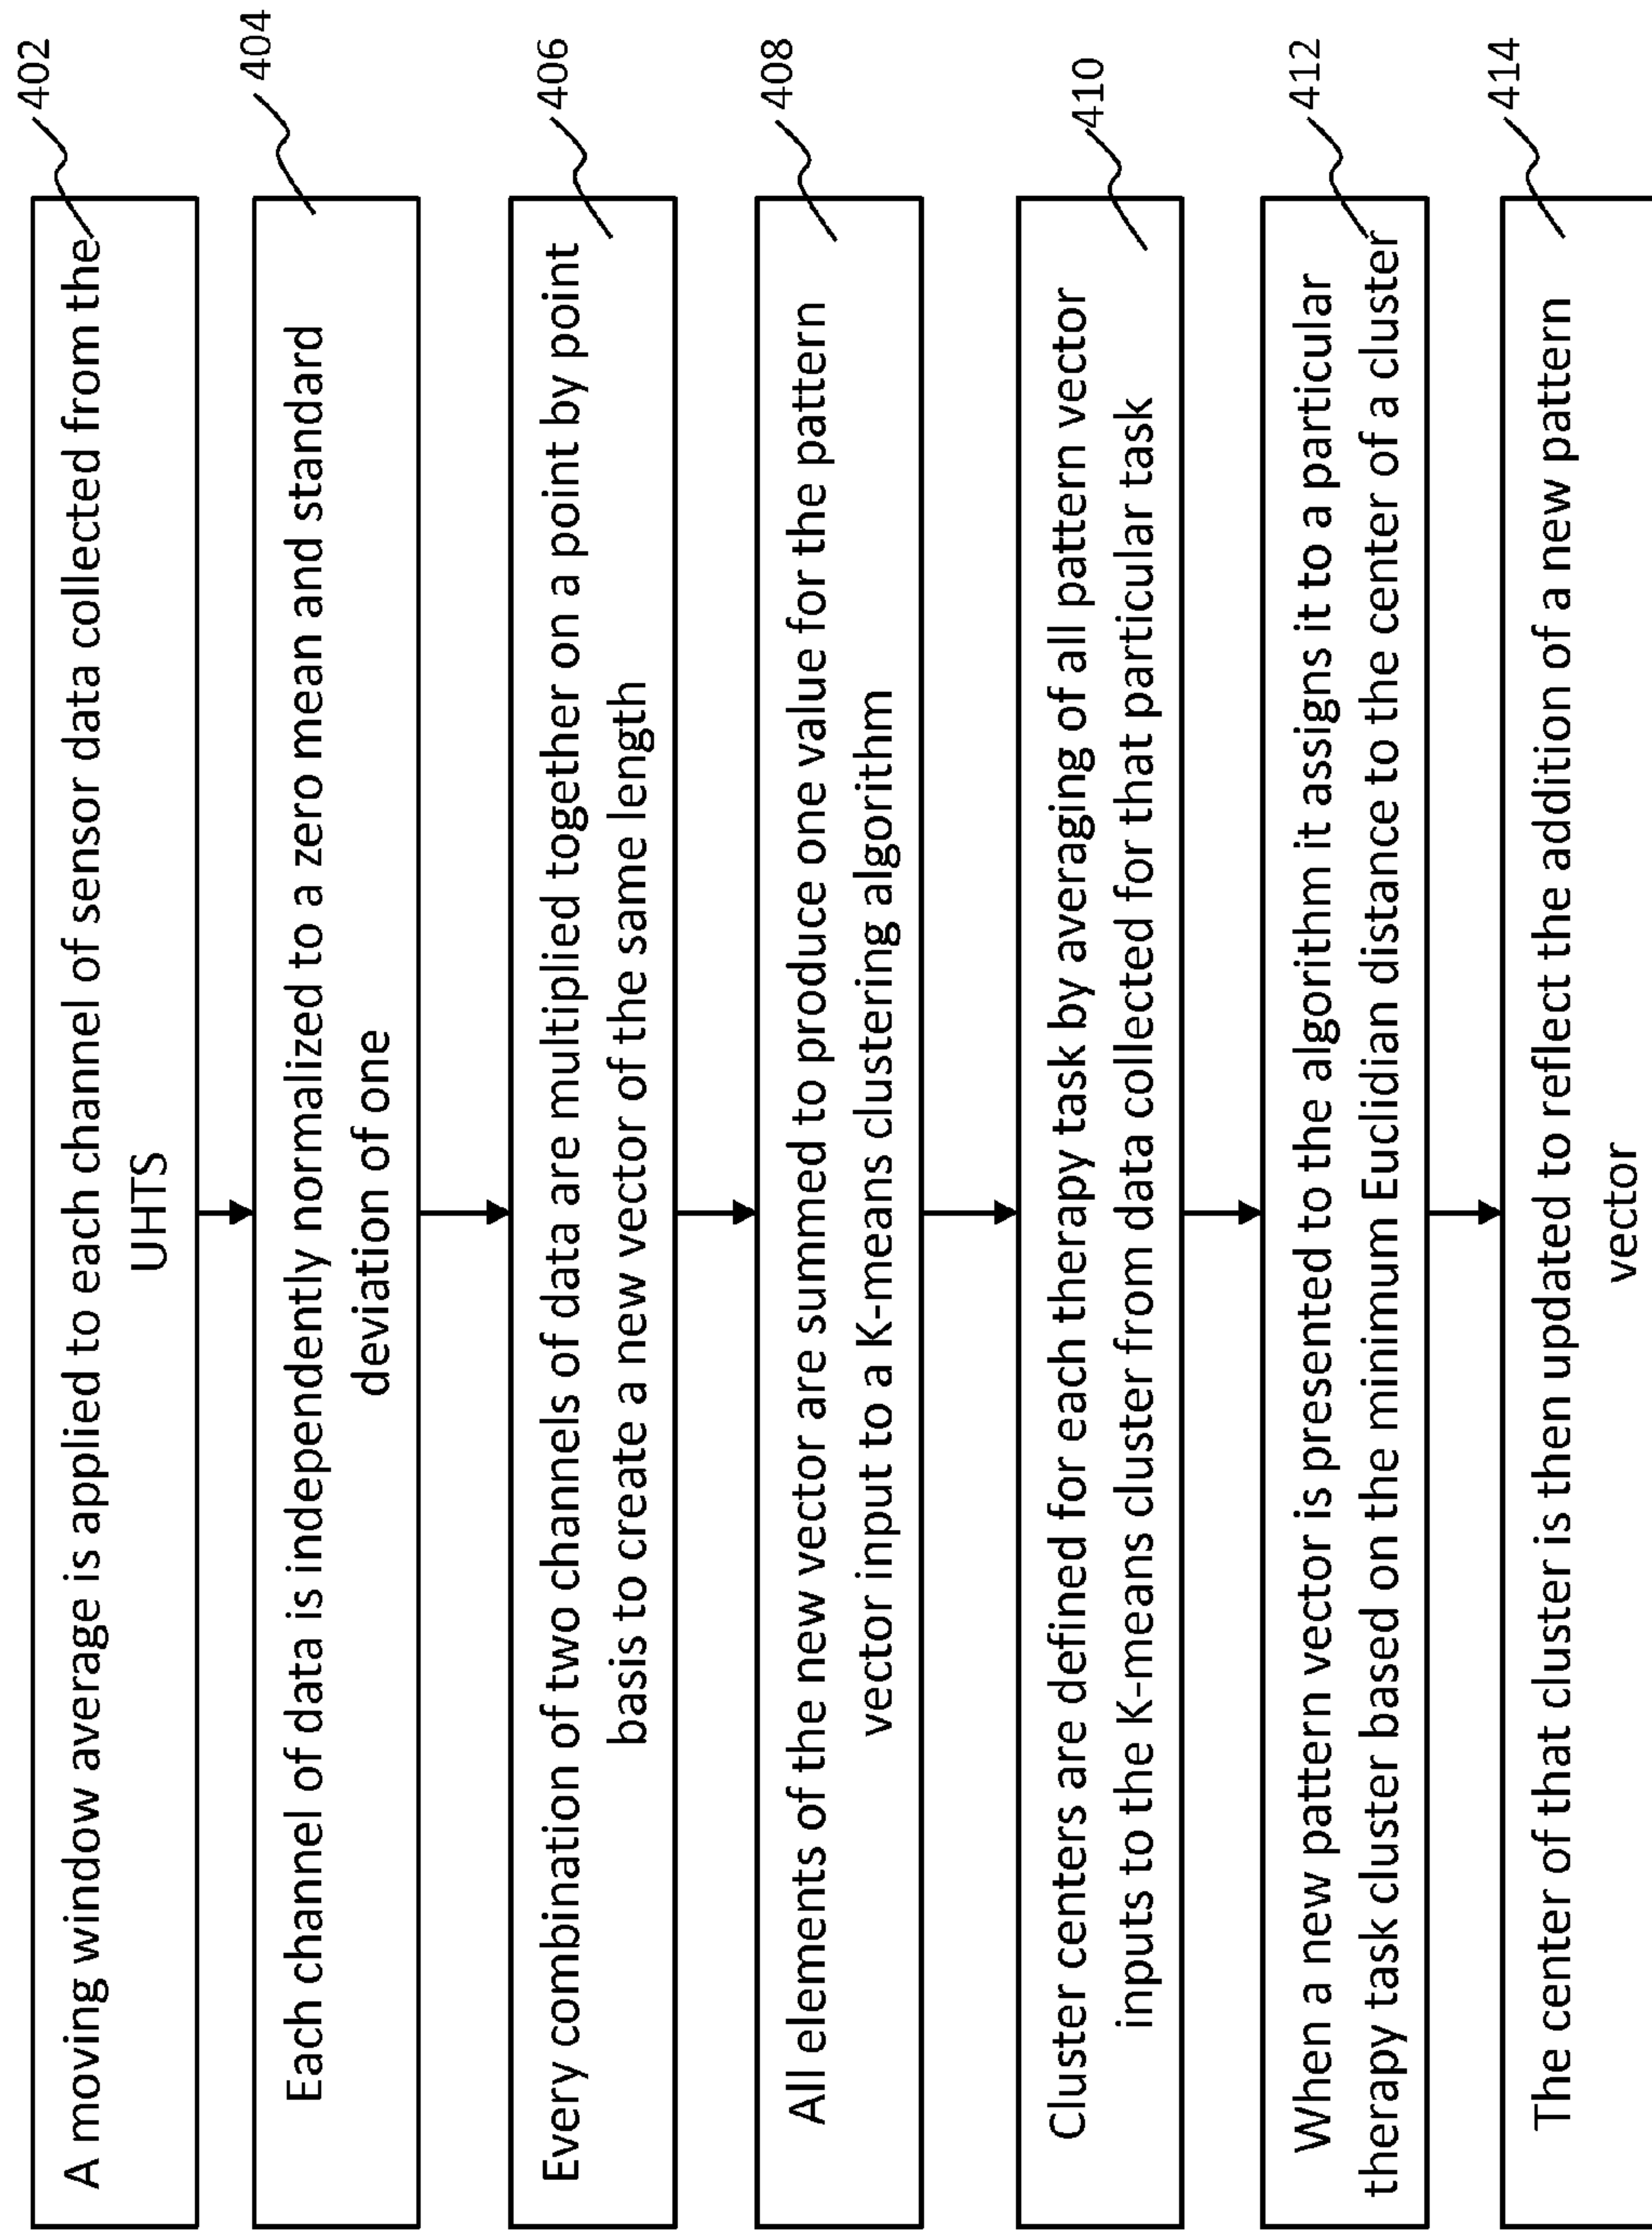 402
A moving window average is applied to each channel of sensor data collected from the
UHTS
404
Each channel of data is independently normalized to a zero mean and standard
deviation of one
406
Every combination of two channels of data are multiplied together on a point by point
basis to create a new vector of the same length
408
All elements of the new vector are summed to produce one value for the pattern
vector input to a K-means clustering algorithm
410
Cluster centers are defined for each therapy task by averaging of all pattern vector
inputs to the K-means cluster from data collected for that particular task
412
When a new pattern vector is presented to the algorithm it assigns it to a particular
therapy task cluster based on the minimum Euclidian distance to the center of a cluster
414
The center of that cluster is then updated to reflect the addition of a new pattern
vector